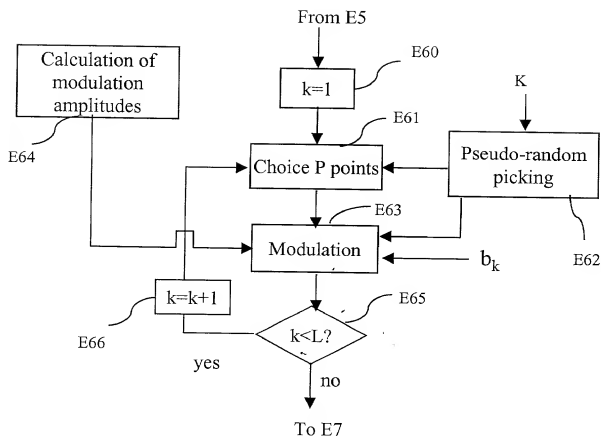 From E5
E60
k=1
Calculation of
modulation
amplitudes
E64
K
E61
Choice P points
Pseudo-random
picking
E62
E63
Modulation
bk
k=k+1
E66
E65
k<L?
yes
no
To E7